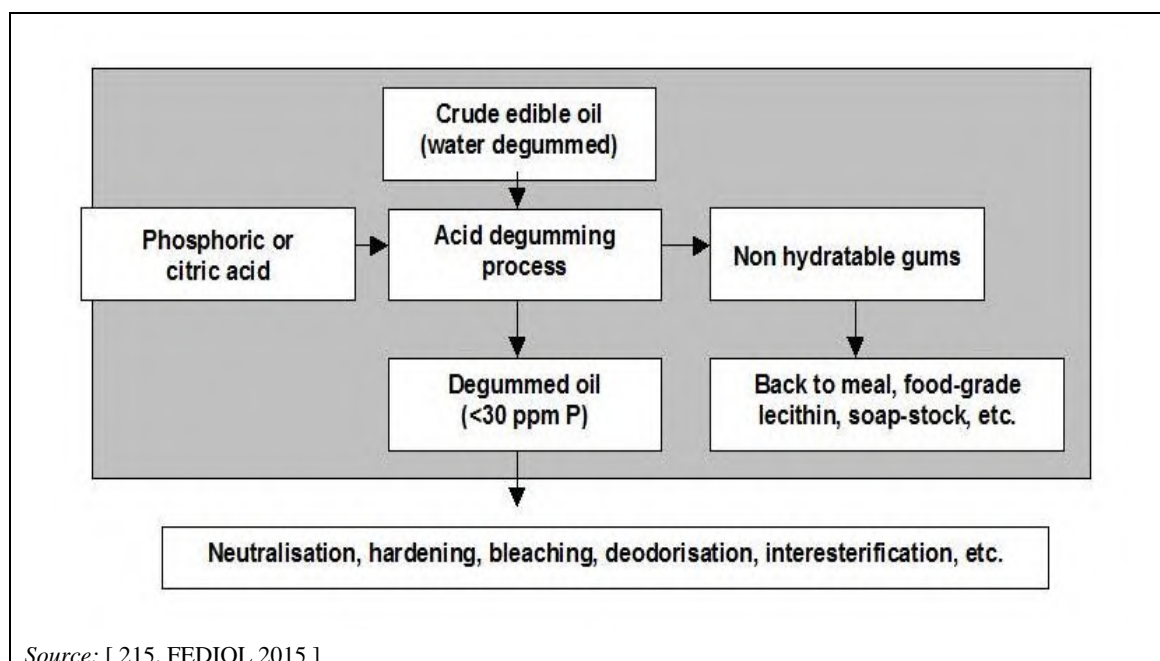 Crude edible oil
(water degummed)
Phosphoric or
citric acid
Acid degumming
process
Non hydratable gums
Degummed oil
(<30 ppm P)
Back to meal, food-grade
lecithin, soap-stock, etc.
Neutralisation, hardening, bleaching, deodorisation, interesterification, etc.
Source: [ 215, FEDIOL 2015 ]